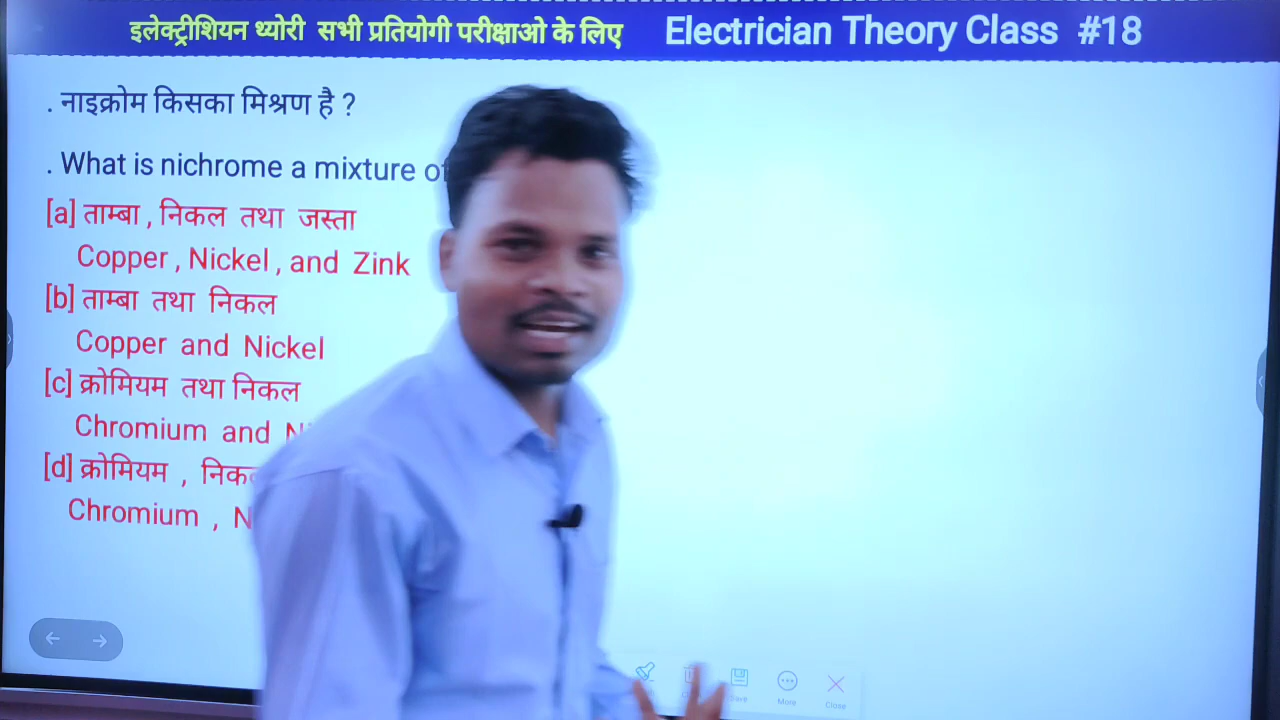 इलेक्ट्रीशियन थ्योरी सभी प्रतियोगी परीक्षाओ के लिए Electrician Theory Class #18
. नाइक्रोम किसका मिश्रण है ?
. What is nichrome a mixture of
[a] ताम्बा , निकल तथा जस्ता
Copper , Nickel , and Zink
[b] ताम्बा तथा निकल
Copper and Nickel
[c] क्रोमियम तथा निकल
Chromium and
[d] क्रोमियम ,
Chromium ,
More
Close